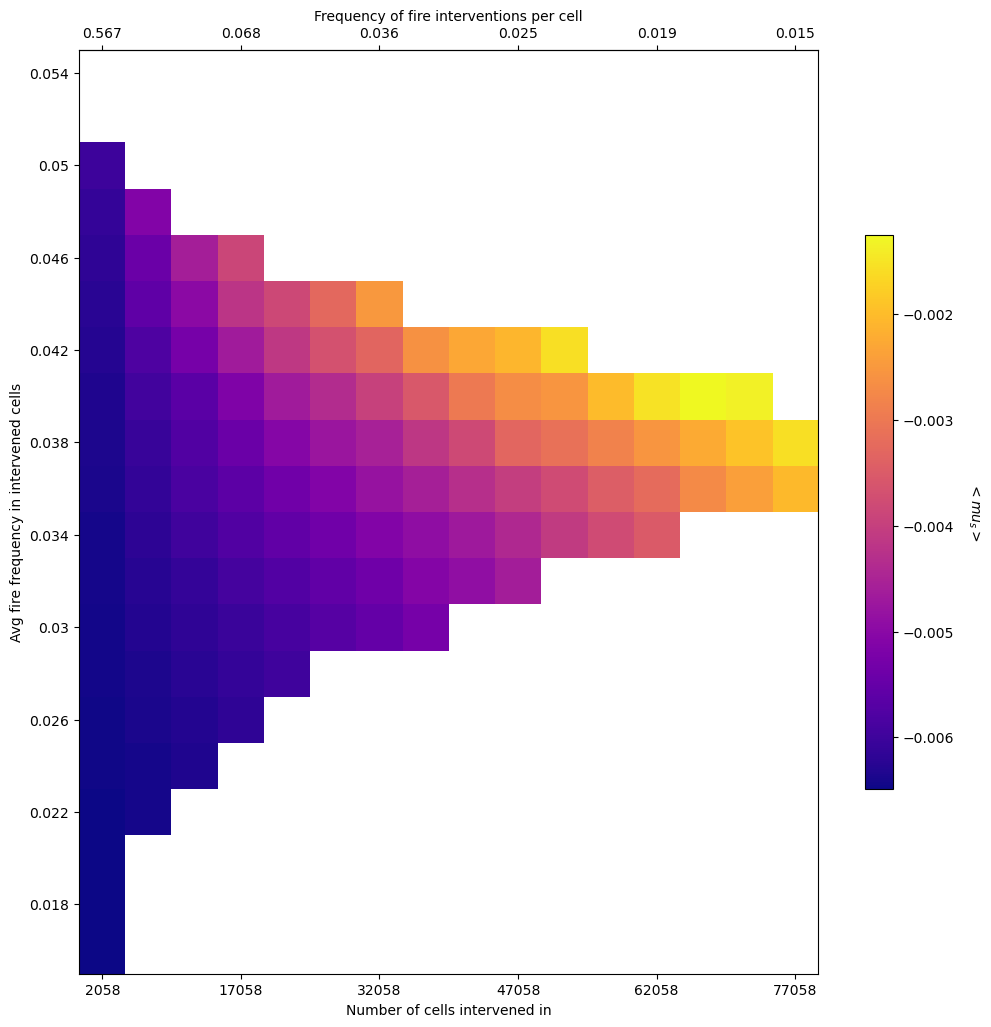 Frequency of fire interventions per cell
0.567 0.068 0.036 0.025 0.019 0.015
0.054
0.05
0.046
0.042
0.038
0.034
0.03
0.026
0.022
0.018
Avg fire frequency in intervened cells
2058 17058 32058 47058 62058 77058
Number of cells intervened in
−0.002
−0.003
−0.004
−0.005
−0.006
< mu_s >